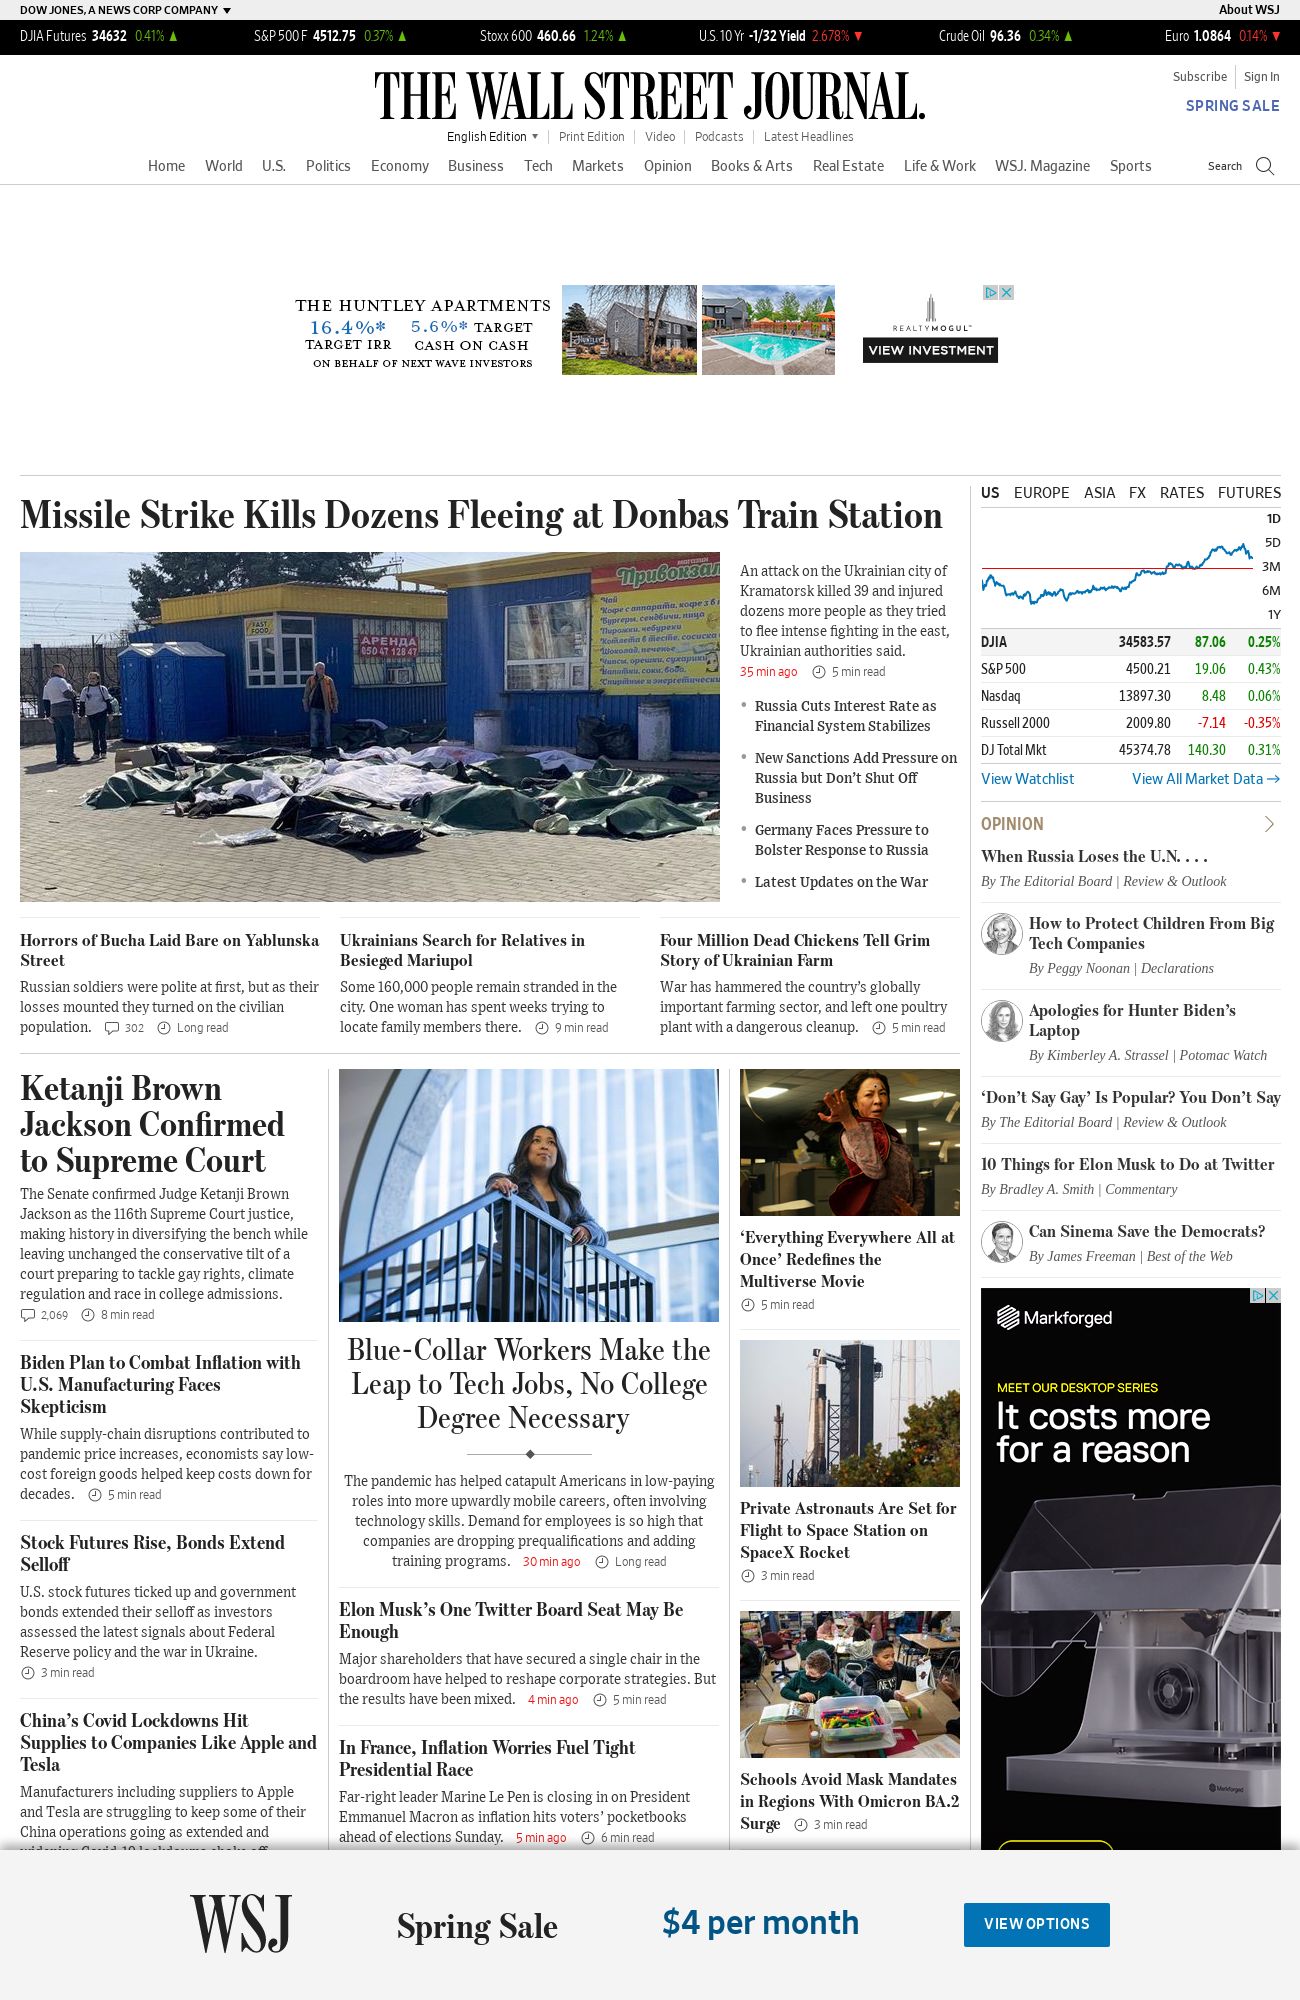 DOW JONES, A NEWS CORP COMPANY
About WSJ
DJIA Futures 34632 0.41%
S&P 500 F 4512.75 0.37%
Stoxx 600 460.66 1.24%
U.S. 10 Yr -1/32 Yield 2.678%
Crude Oil 96.36 0.34%
Euro 1.0864 0.14%
THE WALL STREET JOURNAL.
Subscribe Sign In
SPRING SALE
English Edition Print Edition Video Podcasts Latest Headlines
Home World U.S. Politics Economy Business Tech Markets Opinion Books & Arts Real Estate Life & Work WSJ. Magazine Sports
Search
THE HUNTLEY APARTMENTS
16.4%* 5.6%* TARGET
TARGET IRR CASH ON CASH
ON BEHALF OF NEXT WAVE INVESTORS
HUNTLEY
REALTYMOGUL
VIEW INVESTMENT
Missile Strike Kills Dozens Fleeing at Donbas Train Station
FAST
FOOD
АРЕНДА
050 47 128 47
магазин
Привокзал
Чай
Кофе с аппарата, кофе 3 в 1
Бургеры, сендвичи, пицца
Пирожки, чебуреки
Котлета в тесте, сосиска
Шоколад, печенье
Чипсы, орешки, сухарики
Напитки, соки, вода
Спиртные и энергетические
An attack on the Ukrainian city of
Kramatorsk killed 39 and injured
dozens more people as they tried
to flee intense fighting in the east,
Ukrainian authorities said.
35 min ago 5 min read
• Russia Cuts Interest Rate as
Financial System Stabilizes
• New Sanctions Add Pressure on
Russia but Don’t Shut Off
Business
• Germany Faces Pressure to
Bolster Response to Russia
• Latest Updates on the War
Horrors of Bucha Laid Bare on Yablunska
Street
Russian soldiers were polite at first, but as their
losses mounted they turned on the civilian
population. 302 Long read
Ukrainians Search for Relatives in
Besieged Mariupol
Some 160,000 people remain stranded in the
city. One woman has spent weeks trying to
locate family members there. 9 min read
Four Million Dead Chickens Tell Grim
Story of Ukrainian Farm
War has hammered the country’s globally
important farming sector, and left one poultry
plant with a dangerous cleanup. 5 min read
Ketanji Brown
Jackson Confirmed
to Supreme Court
The Senate confirmed Judge Ketanji Brown
Jackson as the 116th Supreme Court justice,
making history in diversifying the bench while
leaving unchanged the conservative tilt of a
court preparing to tackle gay rights, climate
regulation and race in college admissions.
2,069 8 min read
Biden Plan to Combat Inflation with
U.S. Manufacturing Faces
Skepticism
While supply-chain disruptions contributed to
pandemic price increases, economists say low-
cost foreign goods helped keep costs down for
decades. 5 min read
Stock Futures Rise, Bonds Extend
Selloff
U.S. stock futures ticked up and government
bonds extended their selloff as investors
assessed the latest signals about Federal
Reserve policy and the war in Ukraine.
3 min read
China’s Covid Lockdowns Hit
Supplies to Companies Like Apple and
Tesla
Manufacturers including suppliers to Apple
and Tesla are struggling to keep some of their
China operations going as extended and
Blue-Collar Workers Make the
Leap to Tech Jobs, No College
Degree Necessary
The pandemic has helped catapult Americans in low-paying
roles into more upwardly mobile careers, often involving
technology skills. Demand for employees is so high that
companies are dropping prequalifications and adding
training programs. 30 min ago Long read
Elon Musk’s One Twitter Board Seat May Be
Enough
Major shareholders that have secured a single chair in the
boardroom have helped to reshape corporate strategies. But
the results have been mixed. 4 min ago 5 min read
In France, Inflation Worries Fuel Tight
Presidential Race
Far-right leader Marine Le Pen is closing in on President
Emmanuel Macron as inflation hits voters’ pocketbooks
ahead of elections Sunday. 5 min ago 6 min read
‘Everything Everywhere All at
Once’ Redefines the
Multiverse Movie
5 min read
Private Astronauts Are Set for
Flight to Space Station on
SpaceX Rocket
3 min read
Schools Avoid Mask Mandates
in Regions With Omicron BA.2
Surge 3 min read
US EUROPE ASIA FX RATES FUTURES
1D
5D
3M
6M
1Y
DJIA 34583.57 87.06 0.25%
S&P 500 4500.21 19.06 0.43%
Nasdaq 13897.30 8.48 0.06%
Russell 2000 2009.80 -7.14 -0.35%
DJ Total Mkt 45374.78 140.30 0.31%
View Watchlist View All Market Data
OPINION
When Russia Loses the U.N. . . .
By The Editorial Board | Review & Outlook
How to Protect Children From Big
Tech Companies
By Peggy Noonan | Declarations
Apologies for Hunter Biden’s
Laptop
By Kimberley A. Strassel | Potomac Watch
‘Don’t Say Gay’ Is Popular? You Don’t Say
By The Editorial Board | Review & Outlook
10 Things for Elon Musk to Do at Twitter
By Bradley A. Smith | Commentary
Can Sinema Save the Democrats?
By James Freeman | Best of the Web
Markforged
MEET OUR DESKTOP SERIES
It costs more
for a reason
Markforged
WSJ
Spring Sale
$4 per month
VIEW OPTIONS